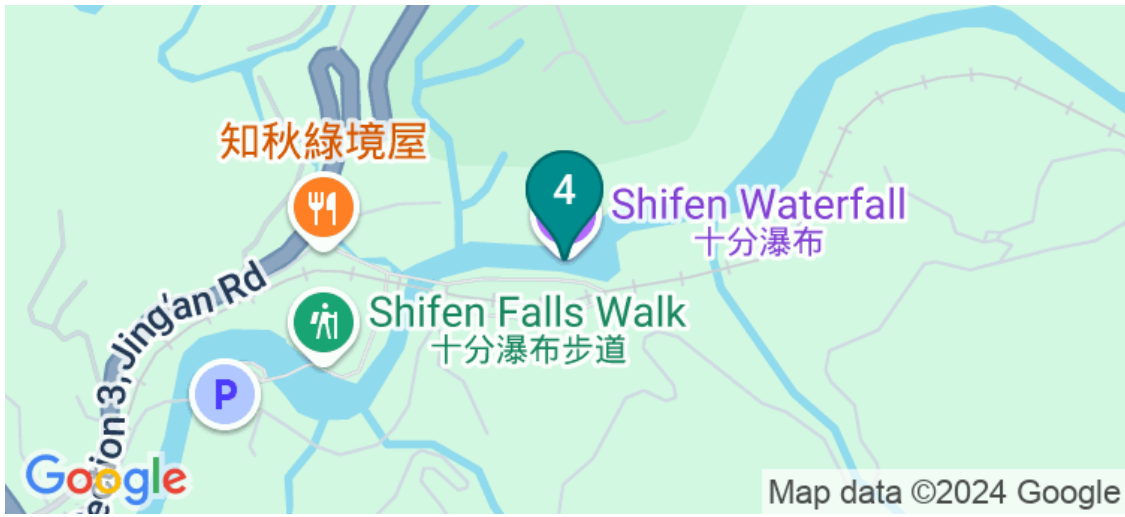 知秋綠境屋
4
Shifen Waterfall
十分瀑布
Shifen Falls Walk
十分瀑布步道
Section 3, Jing'an Rd
P
Google
Map data ©2024 Google